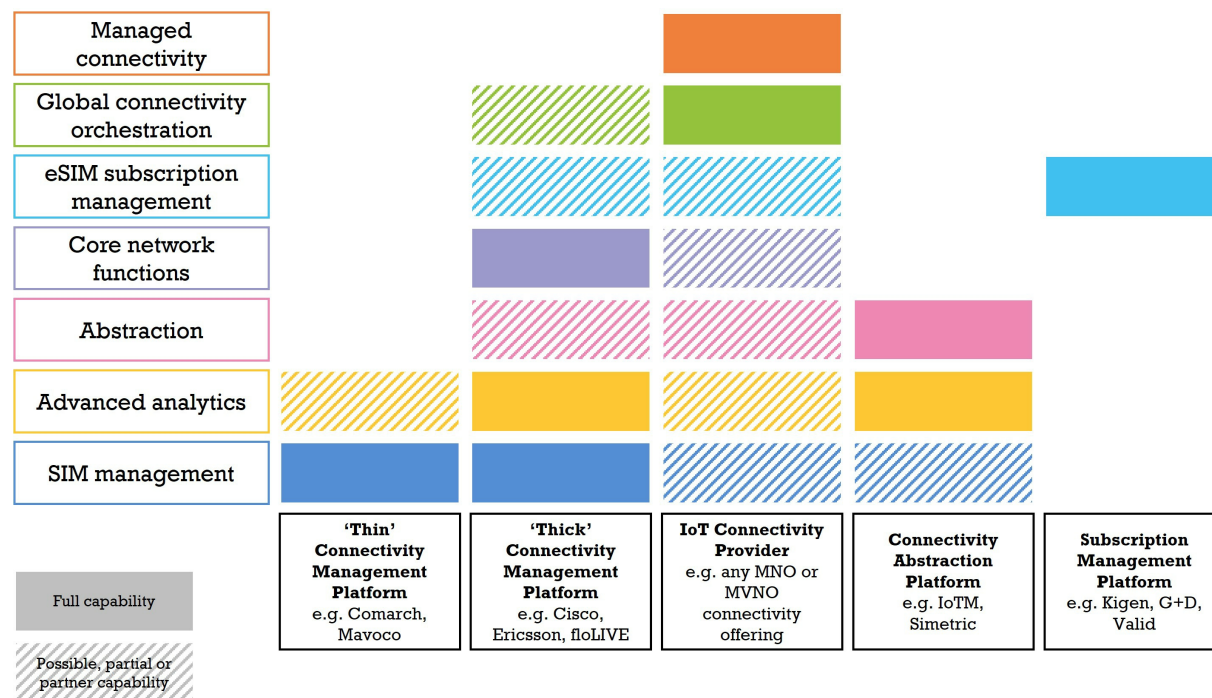 Managed
connectivity
Global connectivity
orchestration
eSIM subscription
management
Core network
functions
Abstraction
Advanced analytics
SIM management
‘Thin’
Connectivity
Management
Platform
e.g. Comarch,
Mavoco
‘Thick’
Connectivity
Management
Platform
e.g. Cisco,
Ericsson, floLIVE
IoT Connectivity
Provider
e.g. any MNO or
MVNO
connectivity
offering
Connectivity
Abstraction
Platform
e.g. IoTM,
Simetric
Subscription
Management
Platform
e.g. Kigen, G+D,
Valid
Full capability
Possible, partial or
partner capability